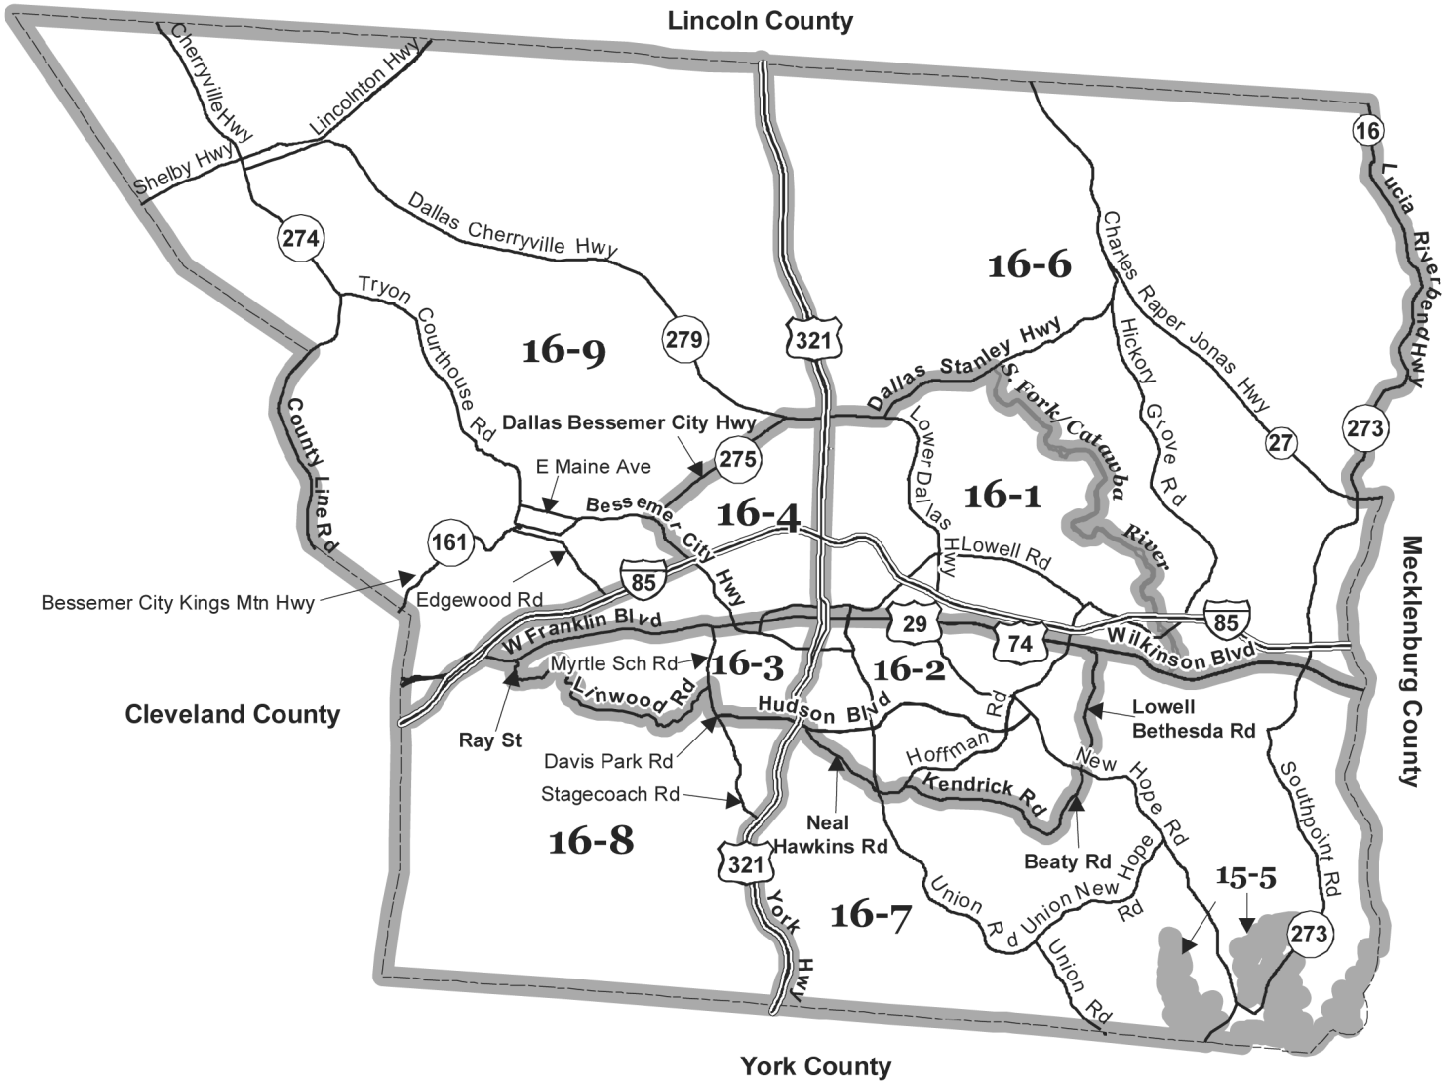 Lincoln County
CherryvilleHwy
Lincolnton Hwy
Shelby Hwy
16
Lucia River bend Hwy
274
Dallas Cherryville Hwy
Charles Raper Jonas Hwy
16-6
Tryon Courthouse Rd
16-9
279
321
Dallas Stanley Hwy
Hickory Grove Rd
S. Fork/Catawba River
County Line Rd
Dallas Bessemer City Hwy
275
Lower Dallas Hwy
27
273
E Maine Ave
Bessemer City Hwy
16-4
16-1
161
Lowell Rd
85
Bessemer City Kings Mtn Hwy
Edgewood Rd
W Franklin Blvd
29
74
85
Wilkinson Blvd
Mecklenburg County
Myrtle Sch Rd
16-3
16-2
Linwood Rd
Hudson Blvd
Rd
Lowell
Bethesda Rd
Cleveland County
Ray St
Davis Park Rd
Hoffman
New Hope Rd
Stagecoach Rd
Kendrick Rd
Southpoint Rd
16-8
Neal
Hawkins Rd
Beaty Rd
321
15-5
16-7
Union Rd
Union New Hope
Rd
York Hwy
273
Union Rd
York County